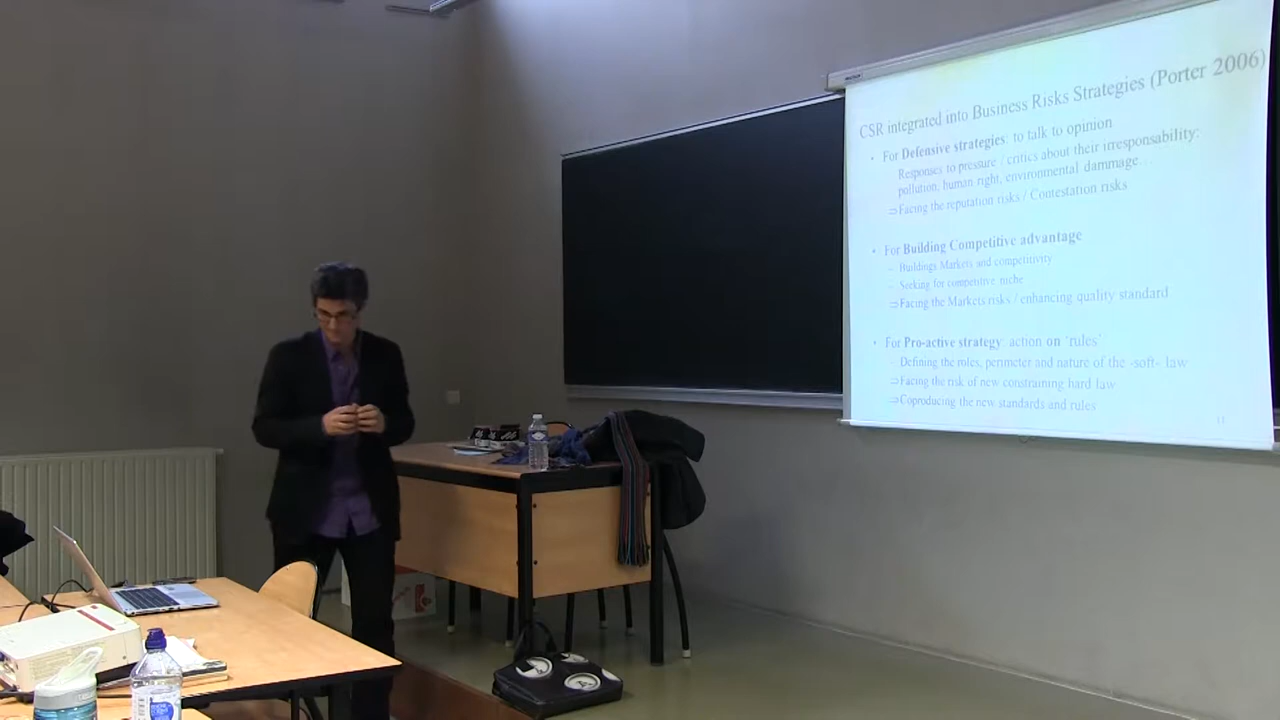 CSR integrated into Business Risks Strategies (Porter 2006)
• For Defensive strategies: to talk to opinion
Responses to pressure / critics about their irresponsability:
pollution, human right, environmental dammage…
⇒Facing the reputation risks / Contestation risks
• For Building Competitive advantage
- Buildings Markets and competitivity
- Seeking for competitive niche
⇒Facing the Markets risks / enhancing quality standard
• For Pro-active strategy: action on 'rules'
- Defining the roles, perimeter and nature of the -soft- law
⇒Facing the risk of new constraining hard law
⇒Coproducing the new standards and rules
11